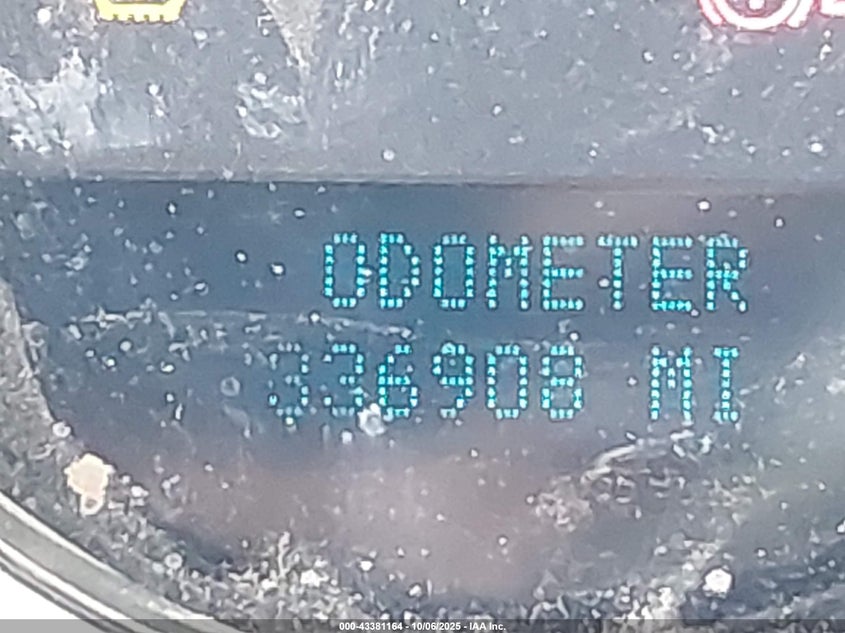 ODOMETER
336908 MI
000-43381164 - 10/06/2025 - IAA Inc.